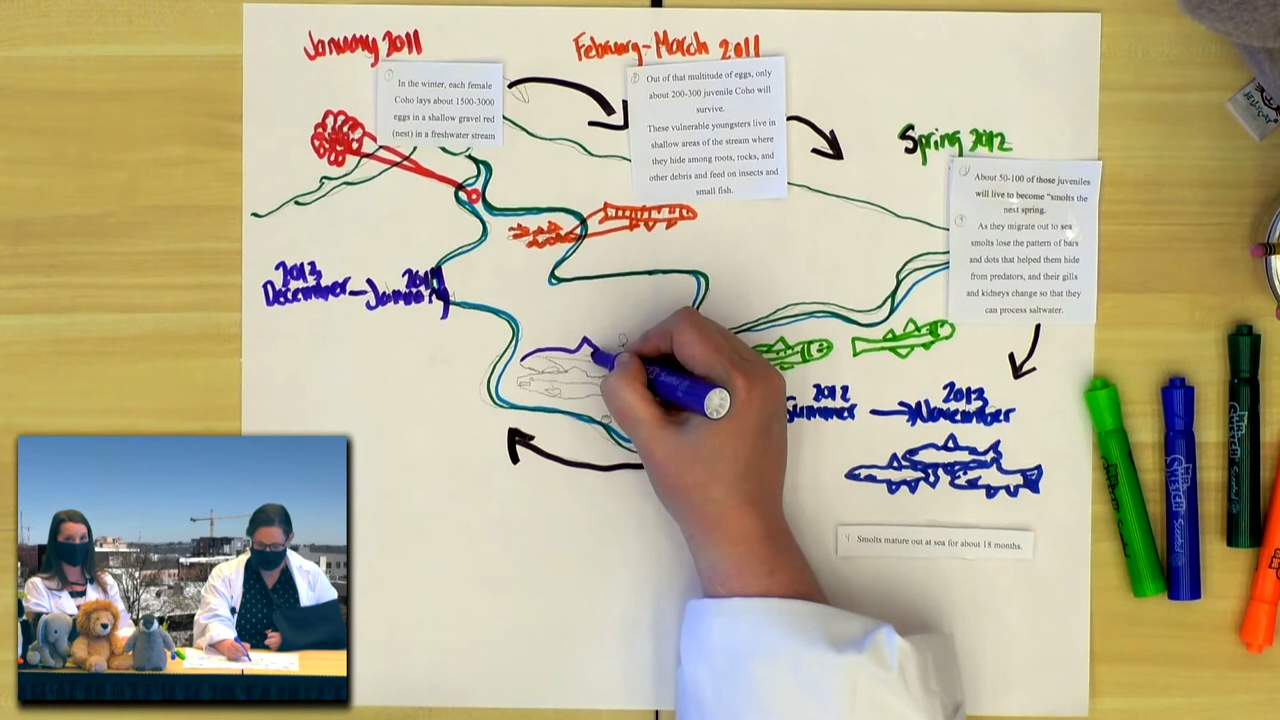 January 2011
February-March 2011
① In the winter, each female
Coho lays about 1500-3000
eggs in a shallow gravel red
(nest) in a freshwater stream
② Out of that multitude of eggs, only
about 200-300 juvenile Coho will
survive.
These vulnerable youngsters live in
shallow areas of the stream where
they hide among roots, rocks, and
other debris and feed on insects and
small fish.
Spring 2012
③ About 50-100 of those juveniles
will live to become "smolts the
next spring.
As they migrate out to sea
smolts lose the pattern of bars
and dots that helped them hide
from predators, and their gills
and kidneys change so that they
can process saltwater.
2013
December-January
2012 2013
Summer → November
4 Smolts mature out at sea for about 18 months.
SKETCH Scented